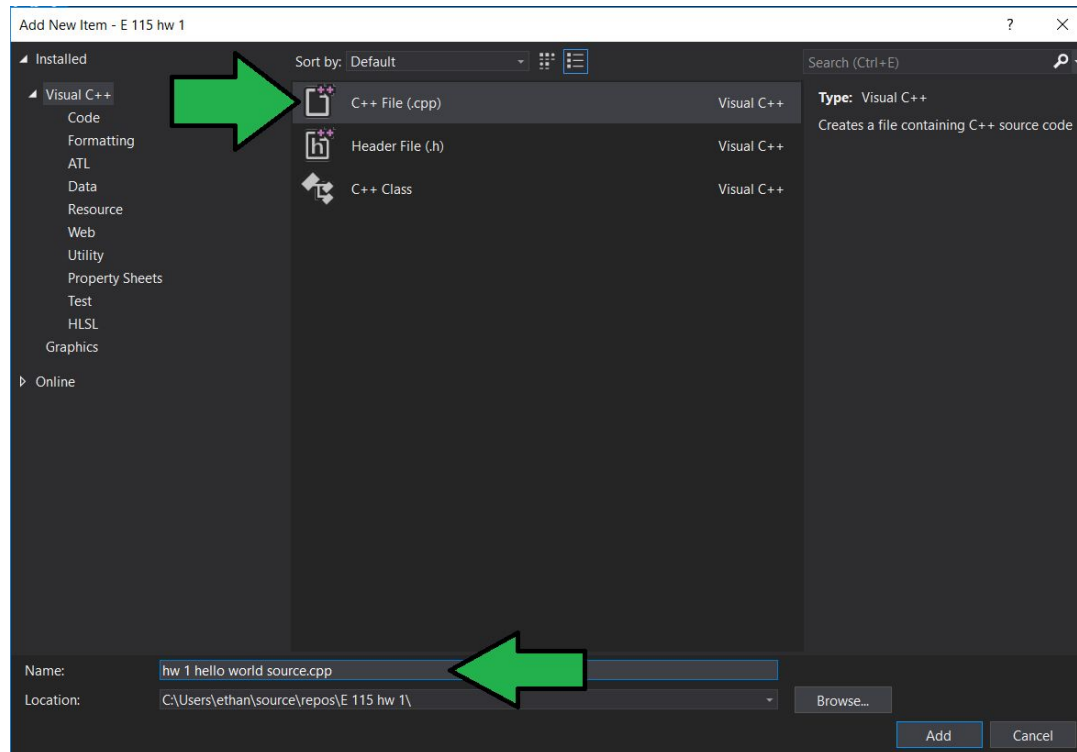 Add New Item - E 115 hw 1
?
Installed
Sort by: Default
Search (Ctrl+E)
Visual C++
Code
Formatting
ATL
Data
Resource
Web
Utility
Property Sheets
Test
HLSL
Graphics
Online
C++ File (.cpp) Visual C++
Header File (.h) Visual C++
C++ Class Visual C++
Type: Visual C++
Creates a file containing C++ source code
Name: hw 1 hello world source.cpp
Location: C:\Users\ethan\source\repos\E 115 hw 1\
Browse...
Add Cancel